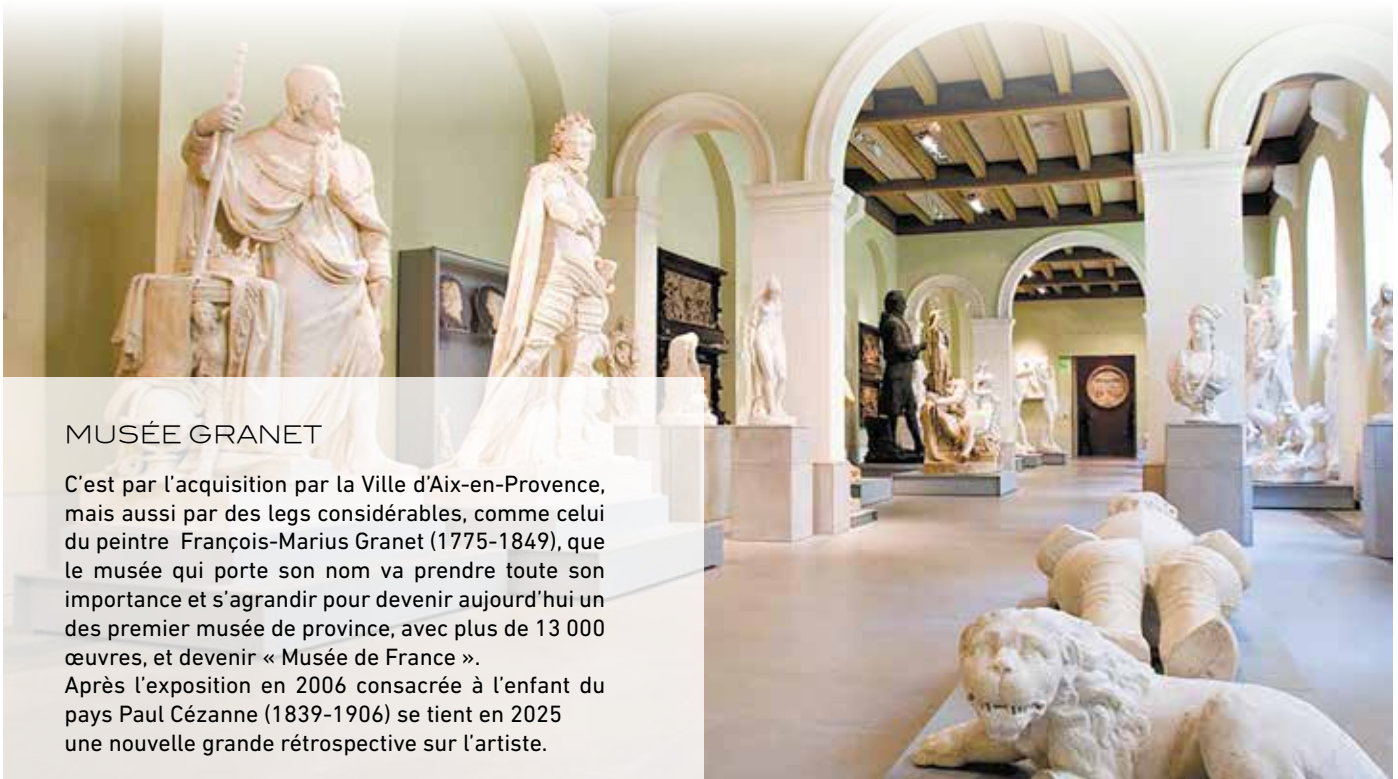 MUSÉE GRANET
C'est par l'acquisition par la Ville d'Aix-en-Provence,
mais aussi par des legs considérables, comme celui
du peintre François-Marius Granet (1775-1849), que
le musée qui porte son nom va prendre toute son
importance et s'agrandir pour devenir aujourd'hui un
des premier musée de province, avec plus de 13 000
œuvres, et devenir « Musée de France ».
Après l'exposition en 2006 consacrée à l'enfant du
pays Paul Cézanne (1839-1906) se tient en 2025
une nouvelle grande rétrospective sur l'artiste.